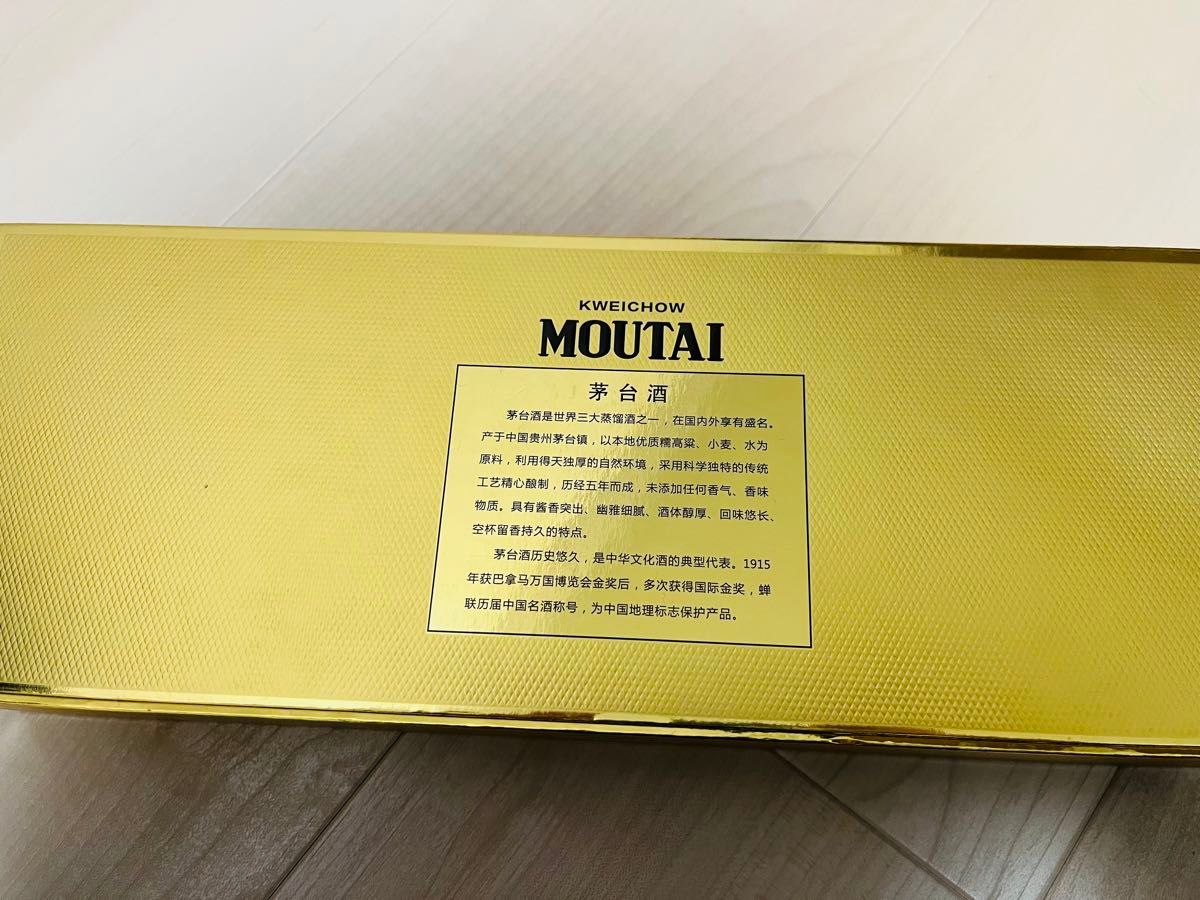 KWEICHOW
MOUTAI
茅台酒
茅台酒是世界三大蒸馏酒之一，在国内外享有盛名。
产于中国贵州茅台镇，以本地优质糯高粱、小麦、水为
原料，利用得天独厚的自然环境，采用科学独特的传统
工艺精心酿制，历经五年而成，未添加任何香气、香味
物质。具有酱香突出、幽雅细腻、酒体醇厚、回味悠长、
空杯留香持久的特点。
茅台酒历史悠久，是中华文化酒的典型代表。1915
年获巴拿马万国博览会金奖后，多次获得国际金奖，蝉
联历届中国名酒称号，为中国地理标志保护产品。